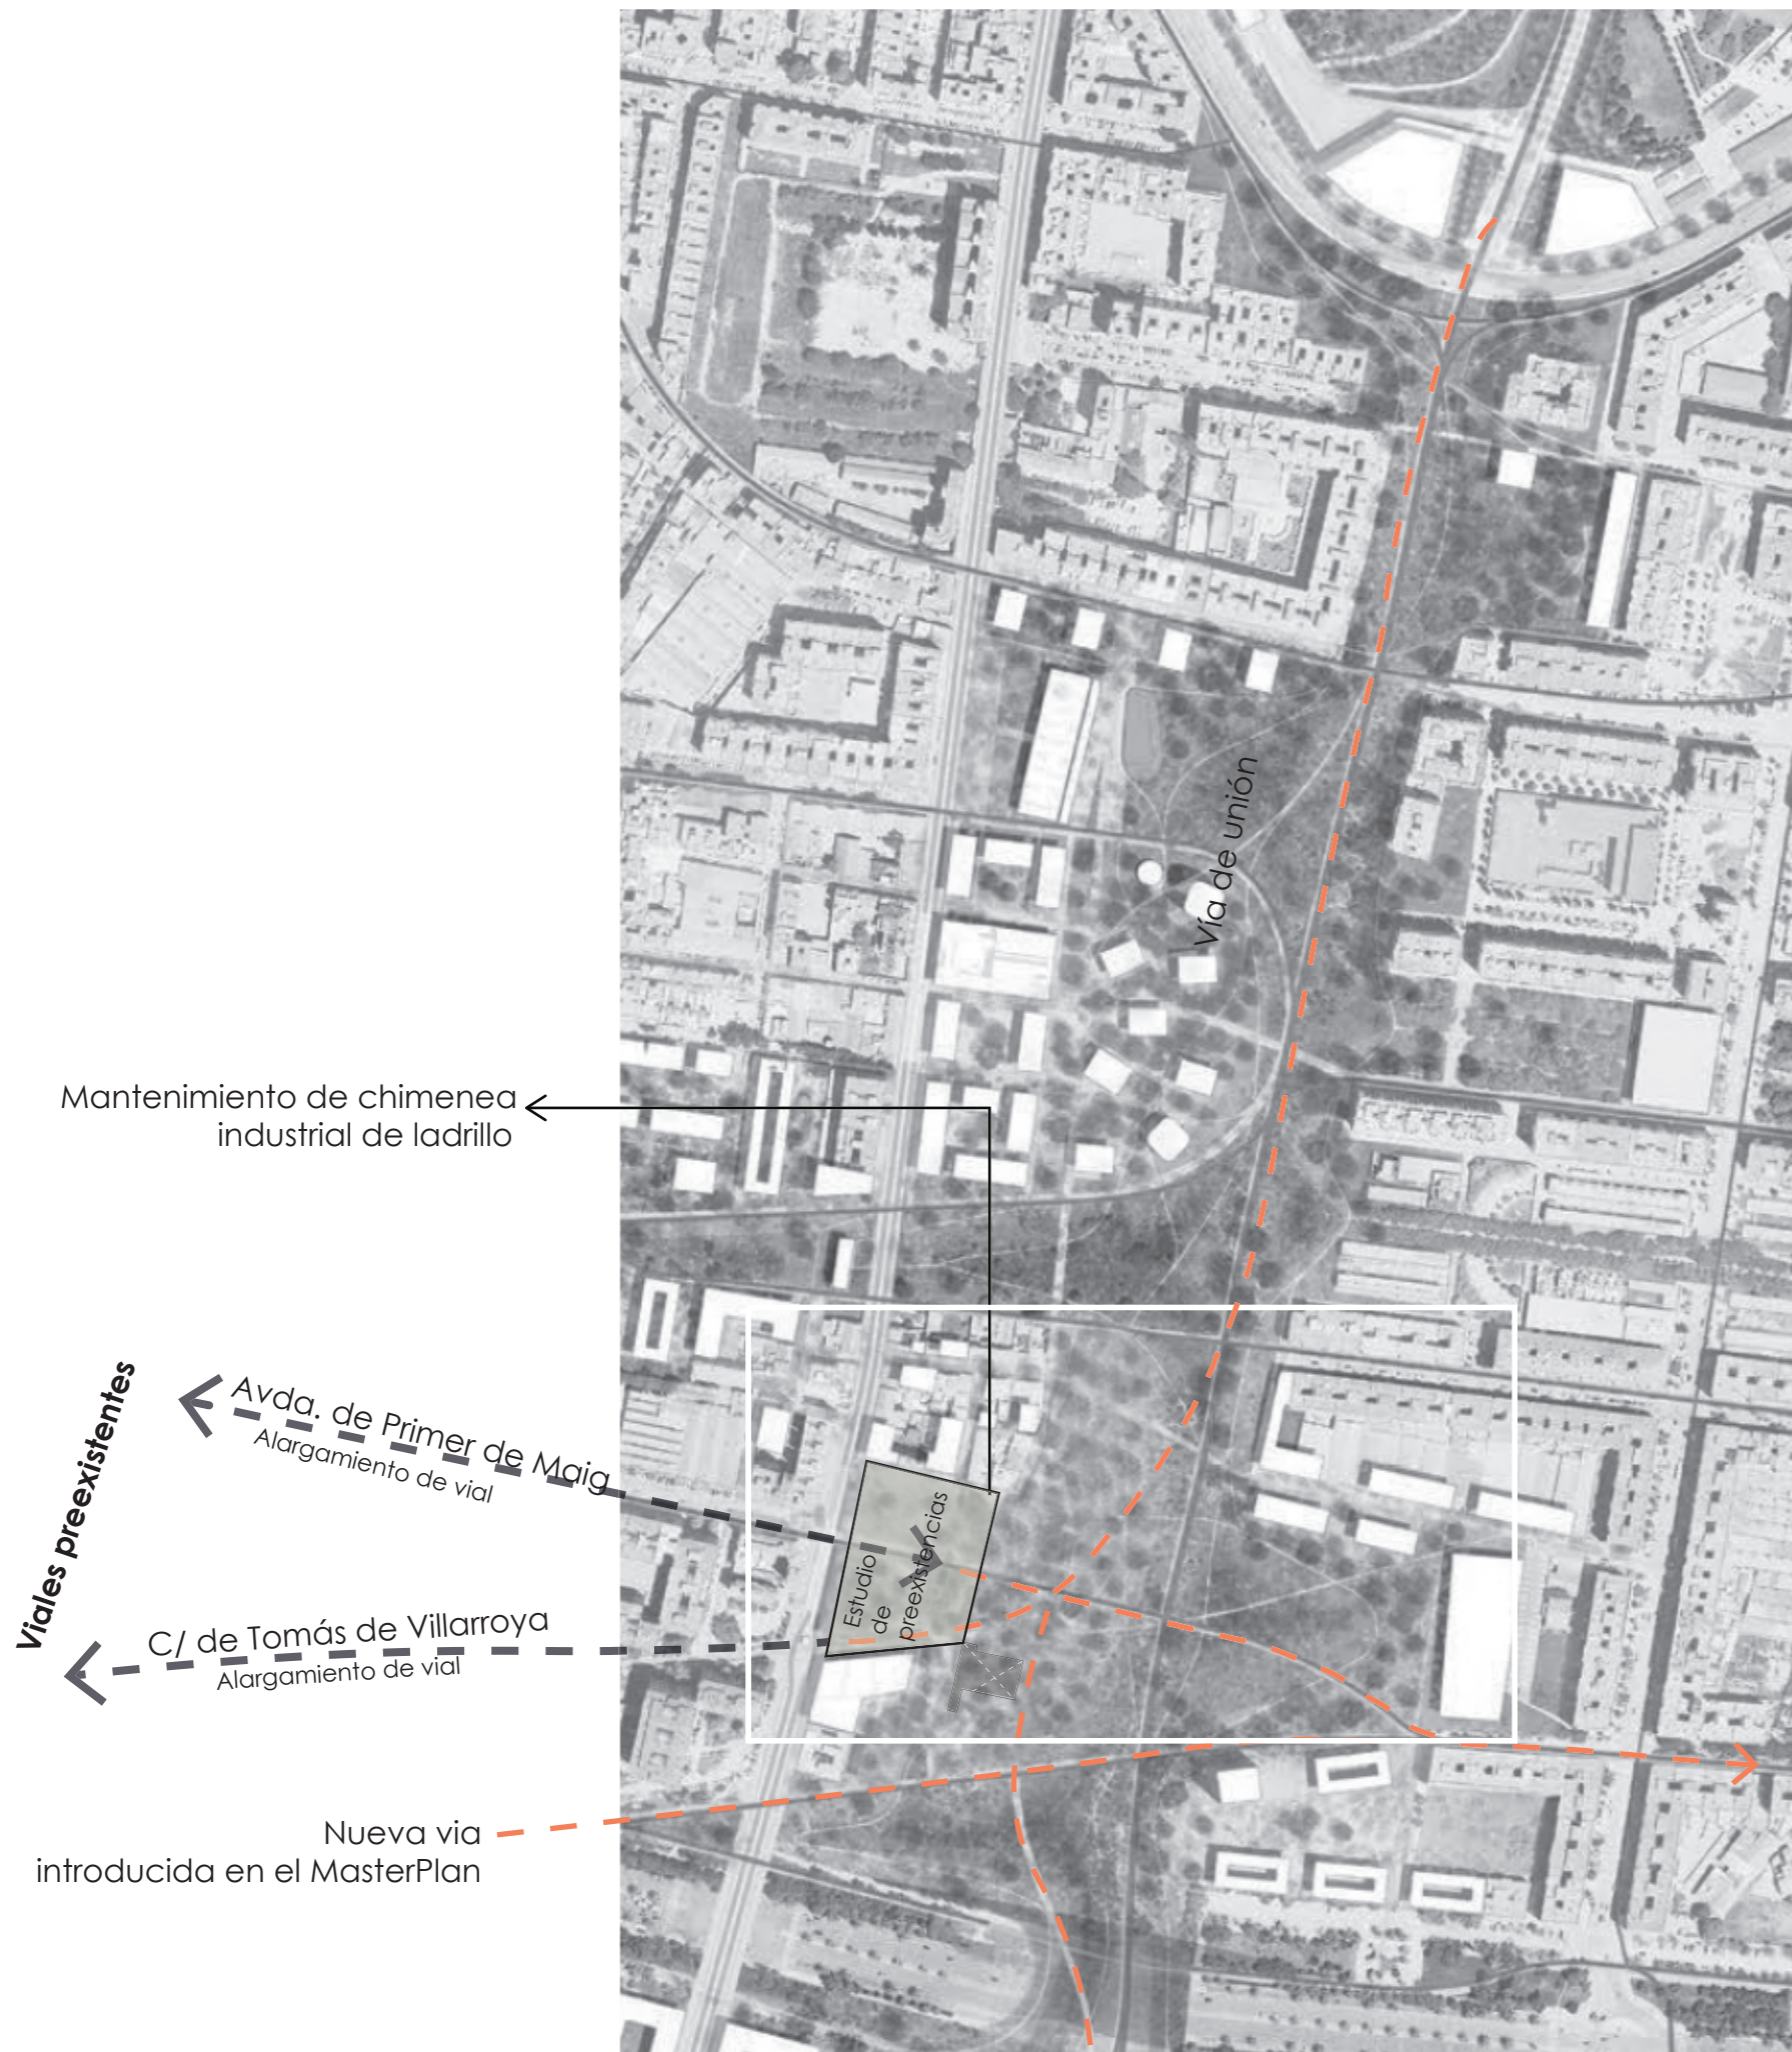 Vía de unión
Mantenimiento de chimenea
industrial de ladrillo
Viales preexistentes
Avda. de Primer de Maig
Alargamiento de vial
Estudio
de
preexistencias
C/ de Tomás de Villarroya
Alargamiento de vial
Nueva via
introducida en el MasterPlan